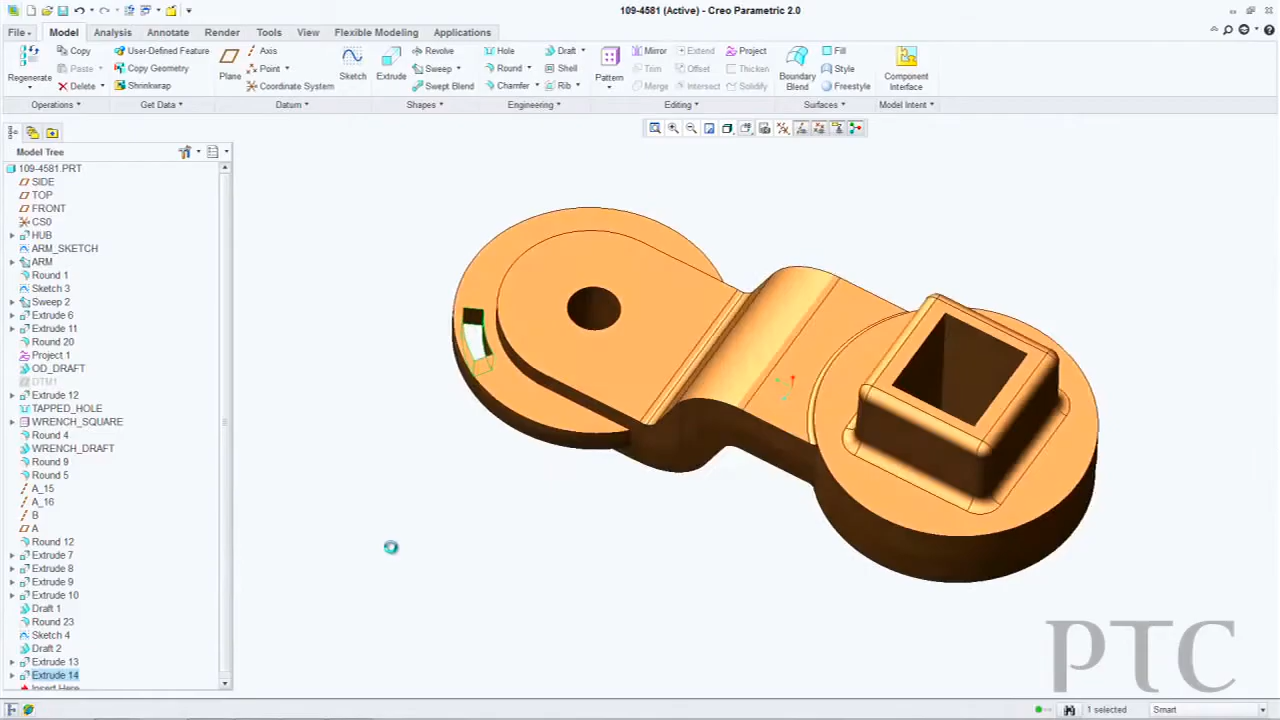 109-4581 (Active) - Creo Parametric 2.0
File Model Analysis Annotate Render Tools View Flexible Modeling Applications
Regenerate Copy Paste Delete User-Defined Feature Copy Geometry Shrinkwrap Plane Axis Point Coordinate System Sketch Extrude Revolve Sweep Swept Blend Hole Round Chamfer Draft Shell Rib Pattern Mirror Extend Project Trim Offset Thicken Merge Intersect Solidify Boundary Blend Fill Style Freestyle Component Interface
Operations Get Data Datum Shapes Engineering Editing Surfaces Model Intent
Model Tree
109-4581.PRT
SIDE
TOP
FRONT
CS0
HUB
ARM_SKETCH
ARM
Round 1
Sketch 3
Sweep 2
Extrude 6
Extrude 11
Round 20
Project 1
OD_DRAFT
DTM1
Extrude 12
TAPPED_HOLE
WRENCH_SQUARE
Round 4
WRENCH_DRAFT
Round 9
Round 5
A_15
A_16
B
A
Round 12
Extrude 7
Extrude 8
Extrude 9
Extrude 10
Draft 1
Round 23
Sketch 4
Draft 2
Extrude 13
Extrude 14
Insert Here
PTC
1 selected Smart